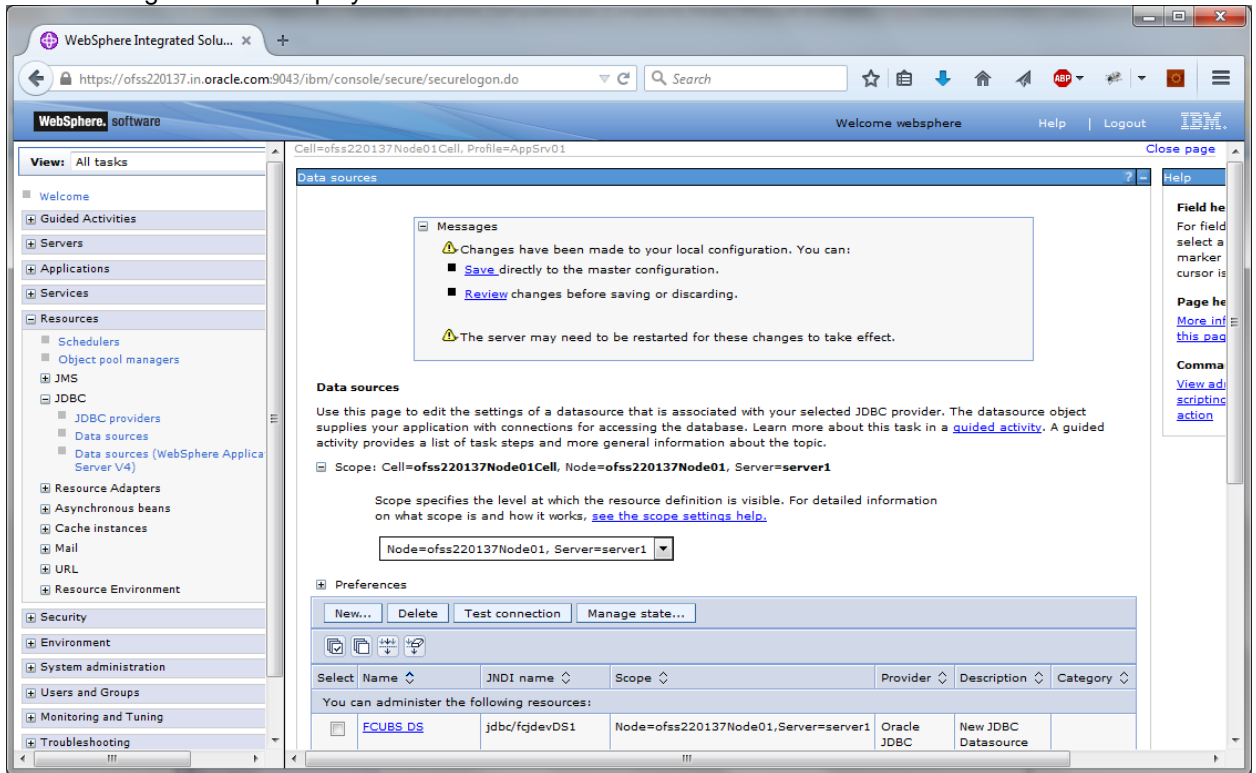 WebSphere Integrated Solu... × +
https://ofss220137.in.oracle.com:9043/ibm/console/secure/securelogon.do
Search
ABP
WebSphere. software
Welcome websphere
Help | Logout
IBM.
Cell=ofss220137Node01Cell, Profile=AppSrv01
Close page
View: All tasks
Welcome
Guided Activities
Servers
Applications
Services
Resources
Schedulers
Object pool managers
JMS
JDBC
JDBC providers
Data sources
Data sources (WebSphere Applica
Server V4)
Resource Adapters
Asynchronous beans
Cache instances
Mail
URL
Resource Environment
Security
Environment
System administration
Users and Groups
Monitoring and Tuning
Troubleshooting
Data sources ? –
Messages
Changes have been made to your local configuration. You can:
Save directly to the master configuration.
Review changes before saving or discarding.
The server may need to be restarted for these changes to take effect.
Data sources
Use this page to edit the settings of a datasource that is associated with your selected JDBC provider. The datasource object
supplies your application with connections for accessing the database. Learn more about this task in a guided activity. A guided
activity provides a list of task steps and more general information about the topic.
Scope: Cell=ofss220137Node01Cell, Node=ofss220137Node01, Server=server1
Scope specifies the level at which the resource definition is visible. For detailed information
on what scope is and how it works, see the scope settings help.
Node=ofss220137Node01, Server=server1
Preferences
New... Delete Test connection Manage state...
Select Name JNDI name Scope Provider Description Category
You can administer the following resources:
FCUBS DS jdbc/fcjdevDS1 Node=ofss220137Node01,Server=server1 Oracle New JDBC
JDBC Datasource
Help
Field he
For field
select a
marker
cursor is
Page he
More inf
this pag
Comma
View adm
scripting
action